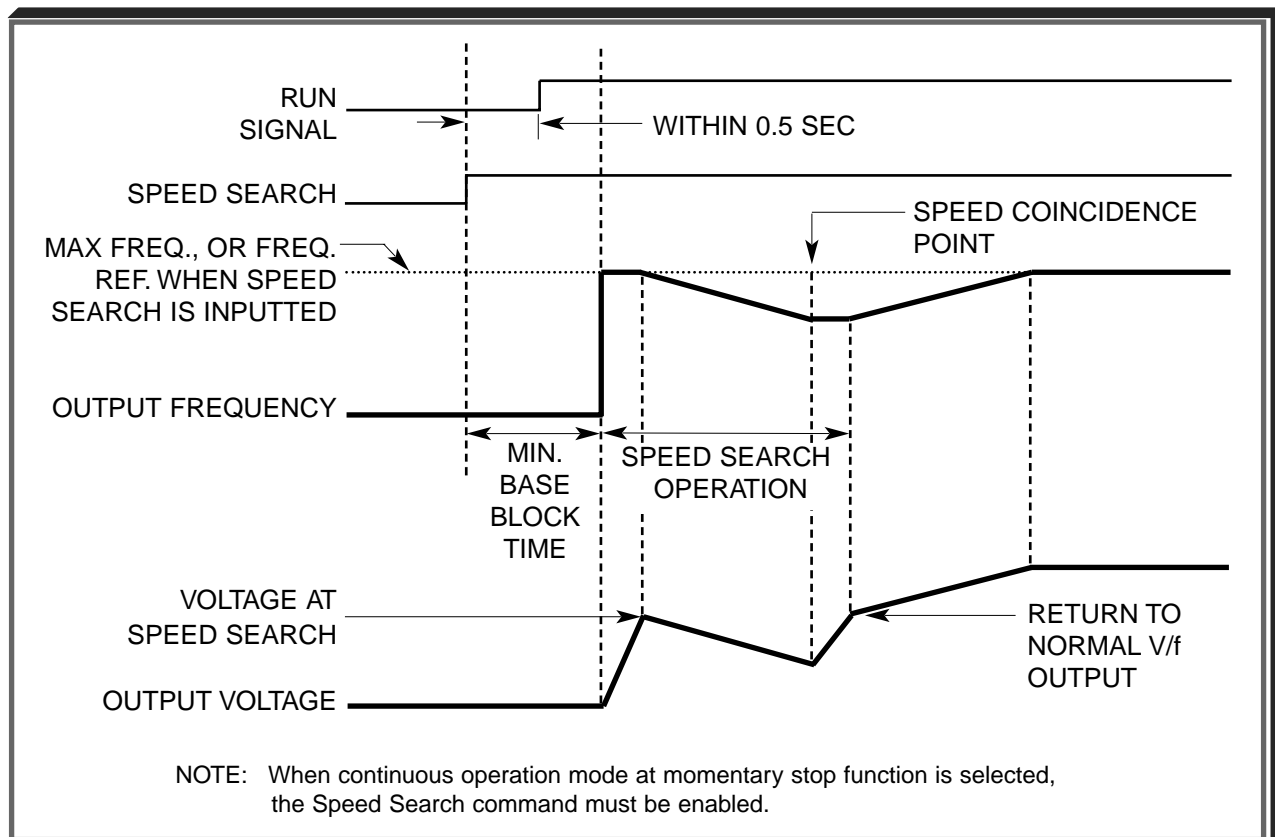 RUN
SIGNAL
WITHIN 0.5 SEC
SPEED SEARCH
SPEED COINCIDENCE
POINT
MAX FREQ., OR FREQ.
REF. WHEN SPEED
SEARCH IS INPUTTED
OUTPUT FREQUENCY
MIN.
BASE
BLOCK
TIME
SPEED SEARCH
OPERATION
VOLTAGE AT
SPEED SEARCH
RETURN TO
NORMAL V/f
OUTPUT
OUTPUT VOLTAGE
NOTE: When continuous operation mode at momentary stop function is selected,
the Speed Search command must be enabled.